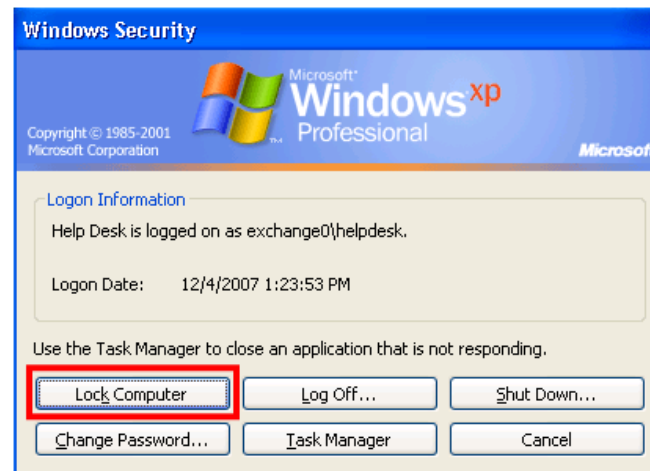 Windows Security
Microsoft
Windows xp
Professional
TM
Copyright © 1985-2001
Microsoft Corporation
Microsof
Logon Information
Help Desk is logged on as exchange0\helpdesk.
Logon Date: 12/4/2007 1:23:53 PM
Use the Task Manager to close an application that is not responding.
Lock Computer Log Off... Shut Down...
Change Password... Task Manager Cancel